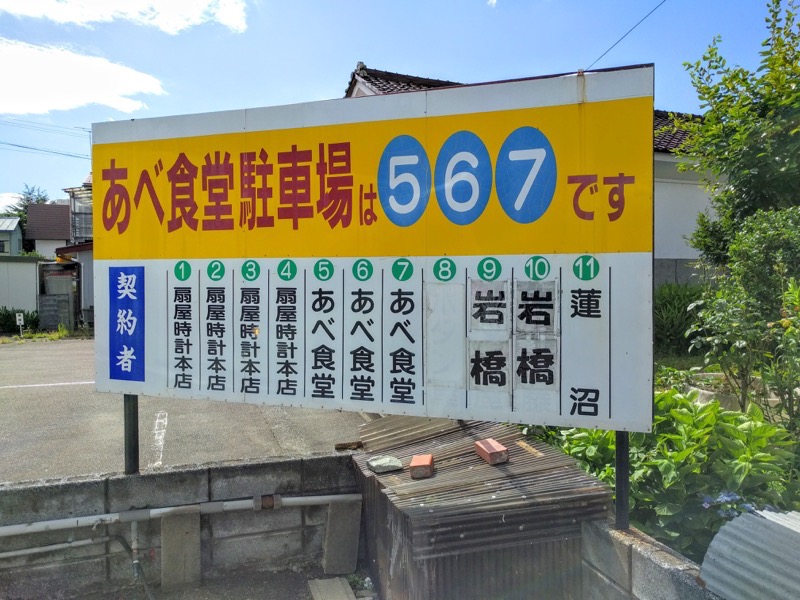 あべ食堂駐車場は567です
契約者
1 扇屋時計本店
2 扇屋時計本店
3 扇屋時計本店
4 扇屋時計本店
5 あべ食堂
6 あべ食堂
7 あべ食堂
8
9 岩橋
10 岩橋
11 蓮沼